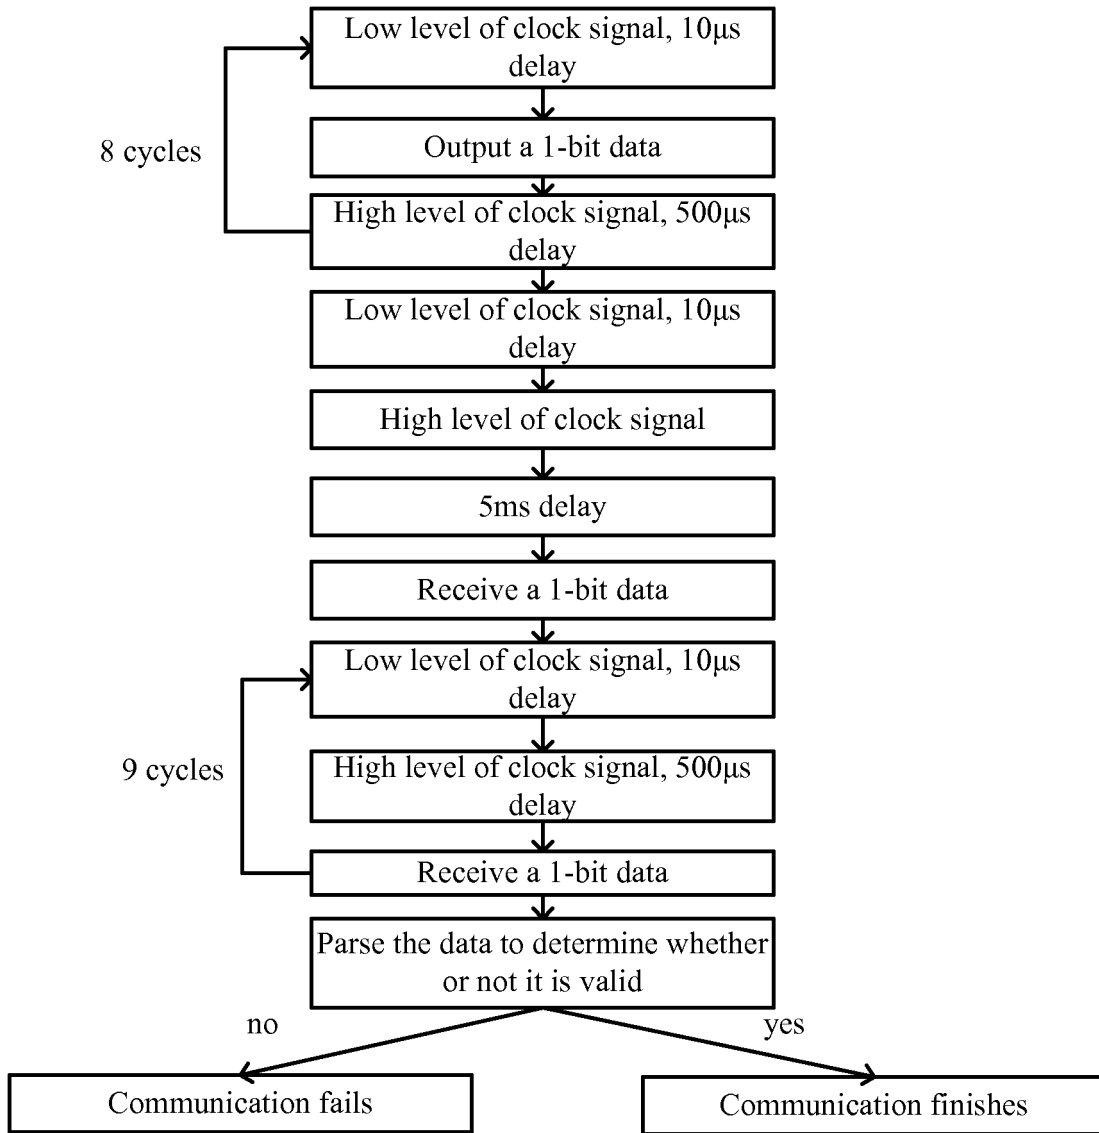 Low level of clock signal, 10μs
delay
8 cycles
Output a 1-bit data
High level of clock signal, 500μs
delay
Low level of clock signal, 10μs
delay
High level of clock signal
5ms delay
Receive a 1-bit data
Low level of clock signal, 10μs
delay
9 cycles
High level of clock signal, 500μs
delay
Receive a 1-bit data
Parse the data to determine whether
or not it is valid
no
yes
Communication fails
Communication finishes